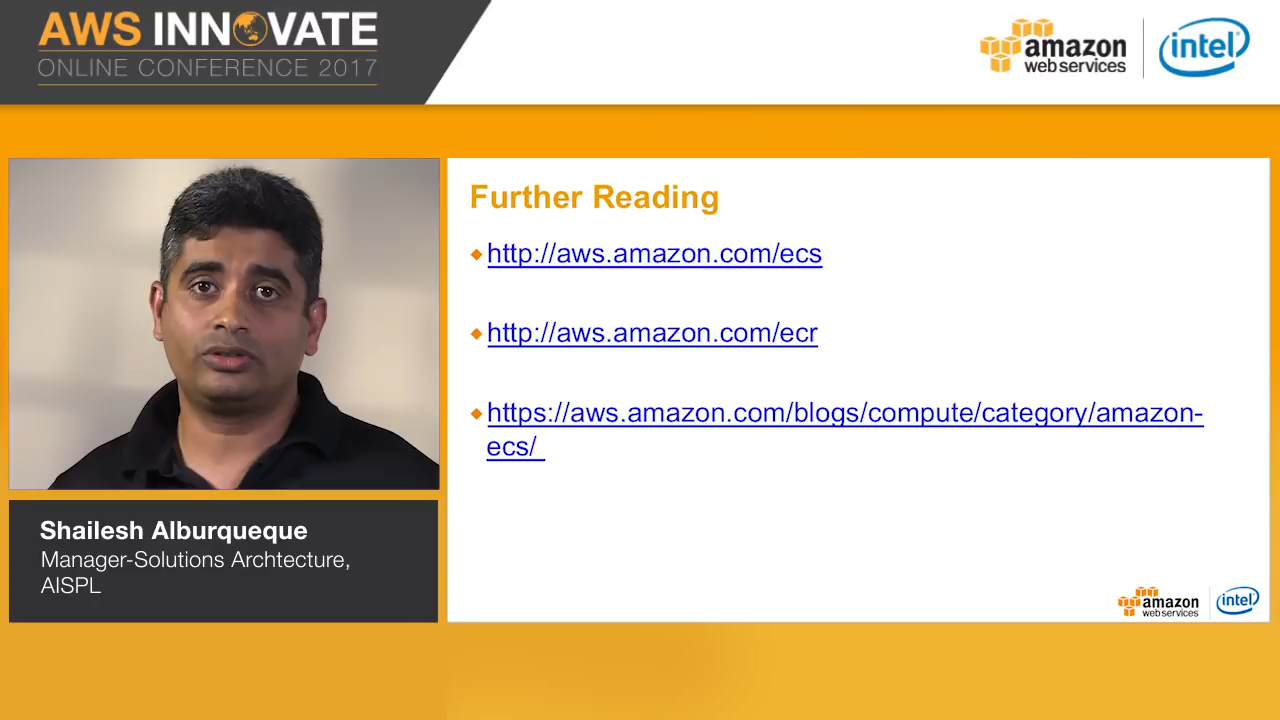 AWS INNOVATE
ONLINE CONFERENCE 2017
amazon
web services
intel
Further Reading
http://aws.amazon.com/ecs
http://aws.amazon.com/ecr
https://aws.amazon.com/blogs/compute/category/amazon-
ecs/
Shailesh Alburqueque
Manager-Solutions Archtecture,
AISPL
amazon
web services
intel